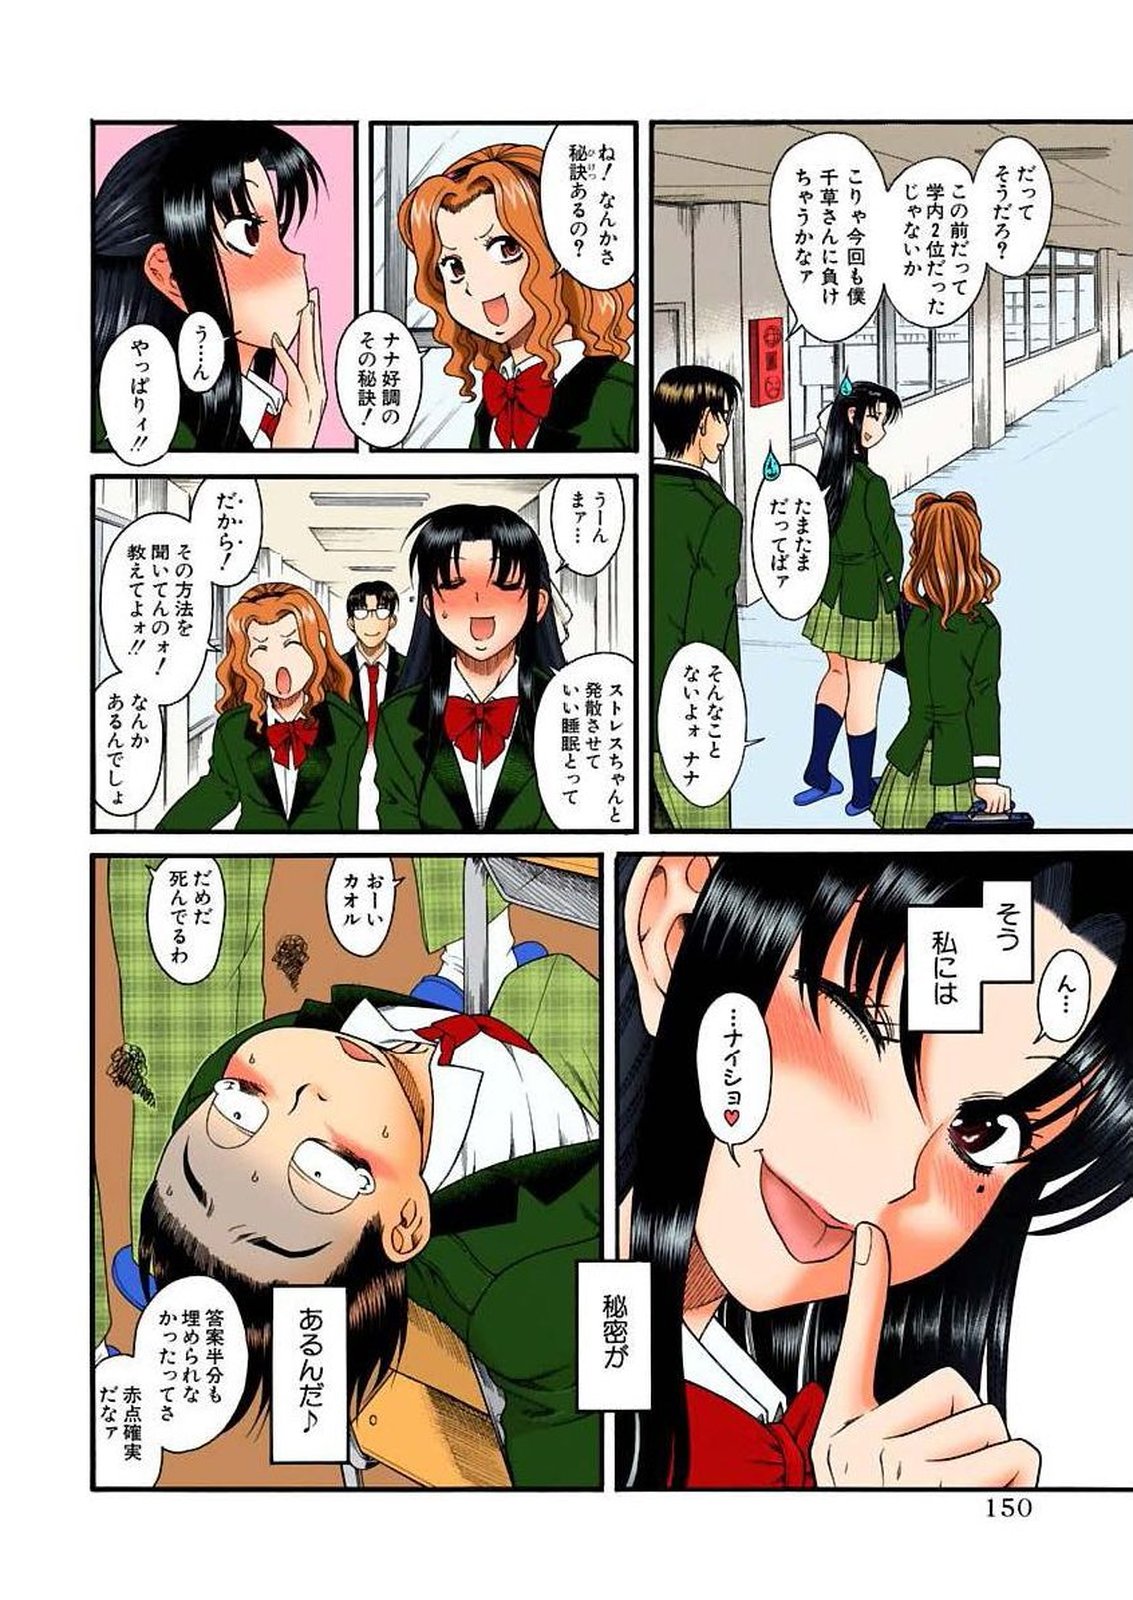 だって
そうだろ？
この前だって
学内2位だった
じゃないか
こりゃ今回も僕
千草さんに負け
ちゃうかなァ
たまたま
だってばァ
そんなこと
ないよォ ナナ
ね！ なんかさ
秘訣あるの？
ひけつ
ナナ好調の
その秘訣！
う…ん
やっぱりィ!!
うーん
まァ…
ストレスちゃんと
発散させて
いい睡眠とって
だから！
その方法を
聞いてんのォ！
教えてよォ!!
なんか
あるんでしょ
ん…
そう
私には
…ナイショ♥
秘密が
おーい
カオル
だめだ
死んでるわ
あるんだ♪
答案半分も
埋められな
かったってさ
赤点確実
だなァ
150